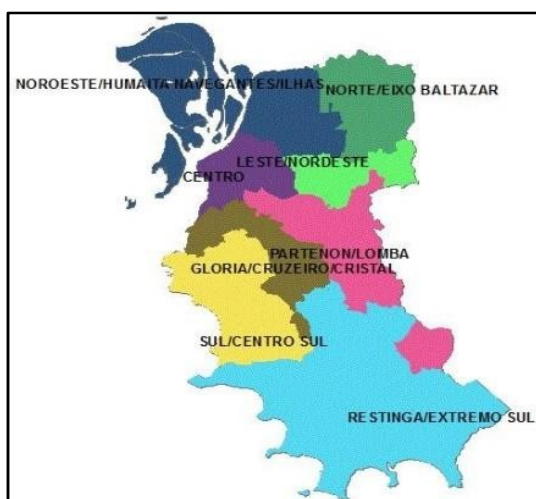 NOROESTE/HUMAITA NAVEGANTES/ILHAS
NORTE/EIXO BALTAZAR
LESTE/NORDESTE
CENTRO
PARTENON/LOMBA
GLORIA/CRUZEIRO/CRISTAL
SUL/CENTRO SUL
RESTINGA/EXTREMO SUL